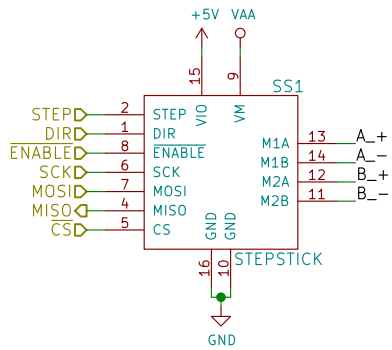 +5V VAA
15 9
SS1
VIO VM
STEP 2 STEP
DIR 1 DIR
ENABLE 8 ENABLE
SCK 6 SCK
MOSI 7 MOSI
MISO 4 MISO
CS 5 CS
M1A 13 A_+
M1B 14 A_-
M2A 12 B_+
M2B 11 B_-
GND GND
STEPSTICK
16 10
GND